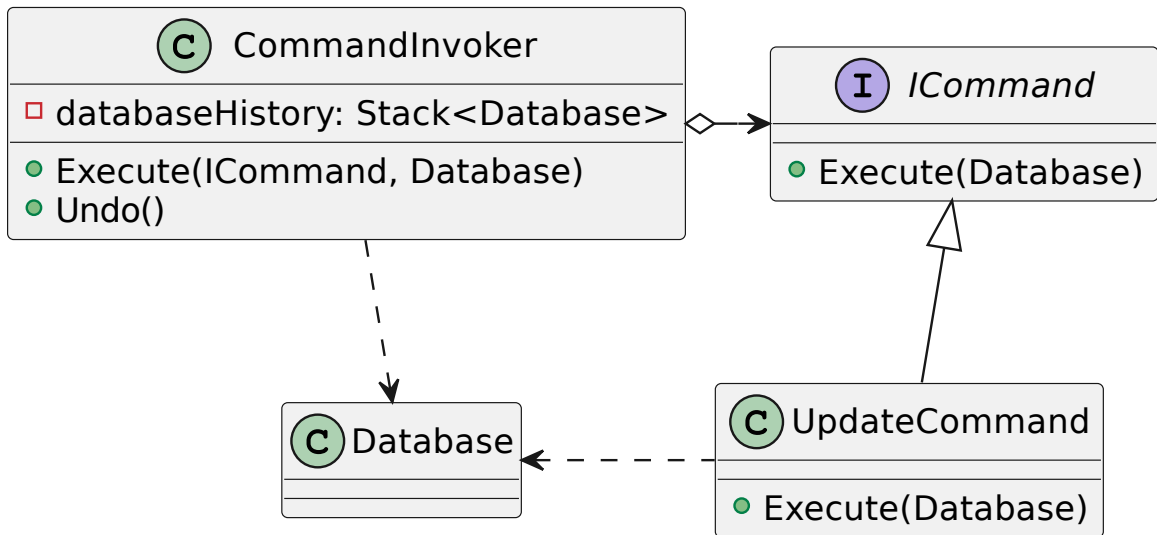 C CommandInvoker
databaseHistory: Stack<Database>
Execute(ICommand, Database)
Undo()
I ICommand
Execute(Database)
C Database
C UpdateCommand
Execute(Database)